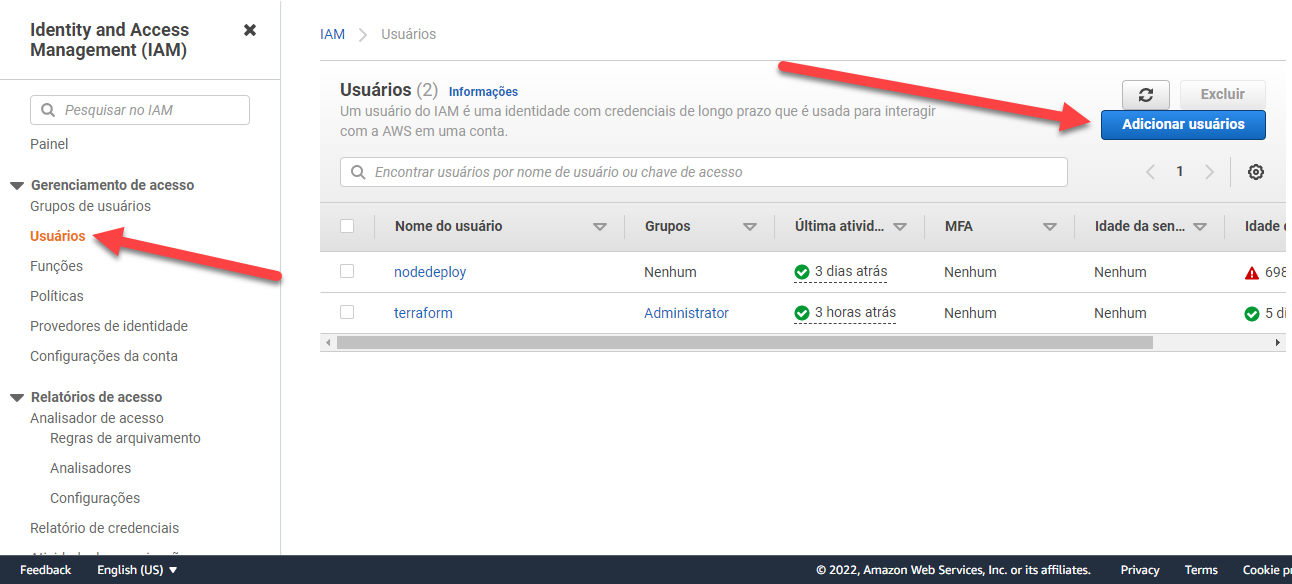 Identity and Access
Management (IAM)
Pesquisar no IAM
Painel
Gerenciamento de acesso
Grupos de usuários
Usuários
Funções
Políticas
Provedores de identidade
Configurações da conta
Relatórios de acesso
Analisador de acesso
Regras de arquivamento
Analisadores
Configurações
Relatório de credenciais
IAM Usuários
Usuários (2) Informações
Um usuário do IAM é uma identidade com credenciais de longo prazo que é usada para interagir
com a AWS em uma conta.
Excluir
Adicionar usuários
Encontrar usuários por nome de usuário ou chave de acesso
1
Nome do usuário Grupos Última ativid... MFA Idade da sen... Idade
nodedeploy Nenhum 3 dias atrás Nenhum Nenhum 698
terraform Administrator 3 horas atrás Nenhum Nenhum 5
Feedback English (US) © 2022, Amazon Web Services, Inc. or its affiliates. Privacy Terms Cookie